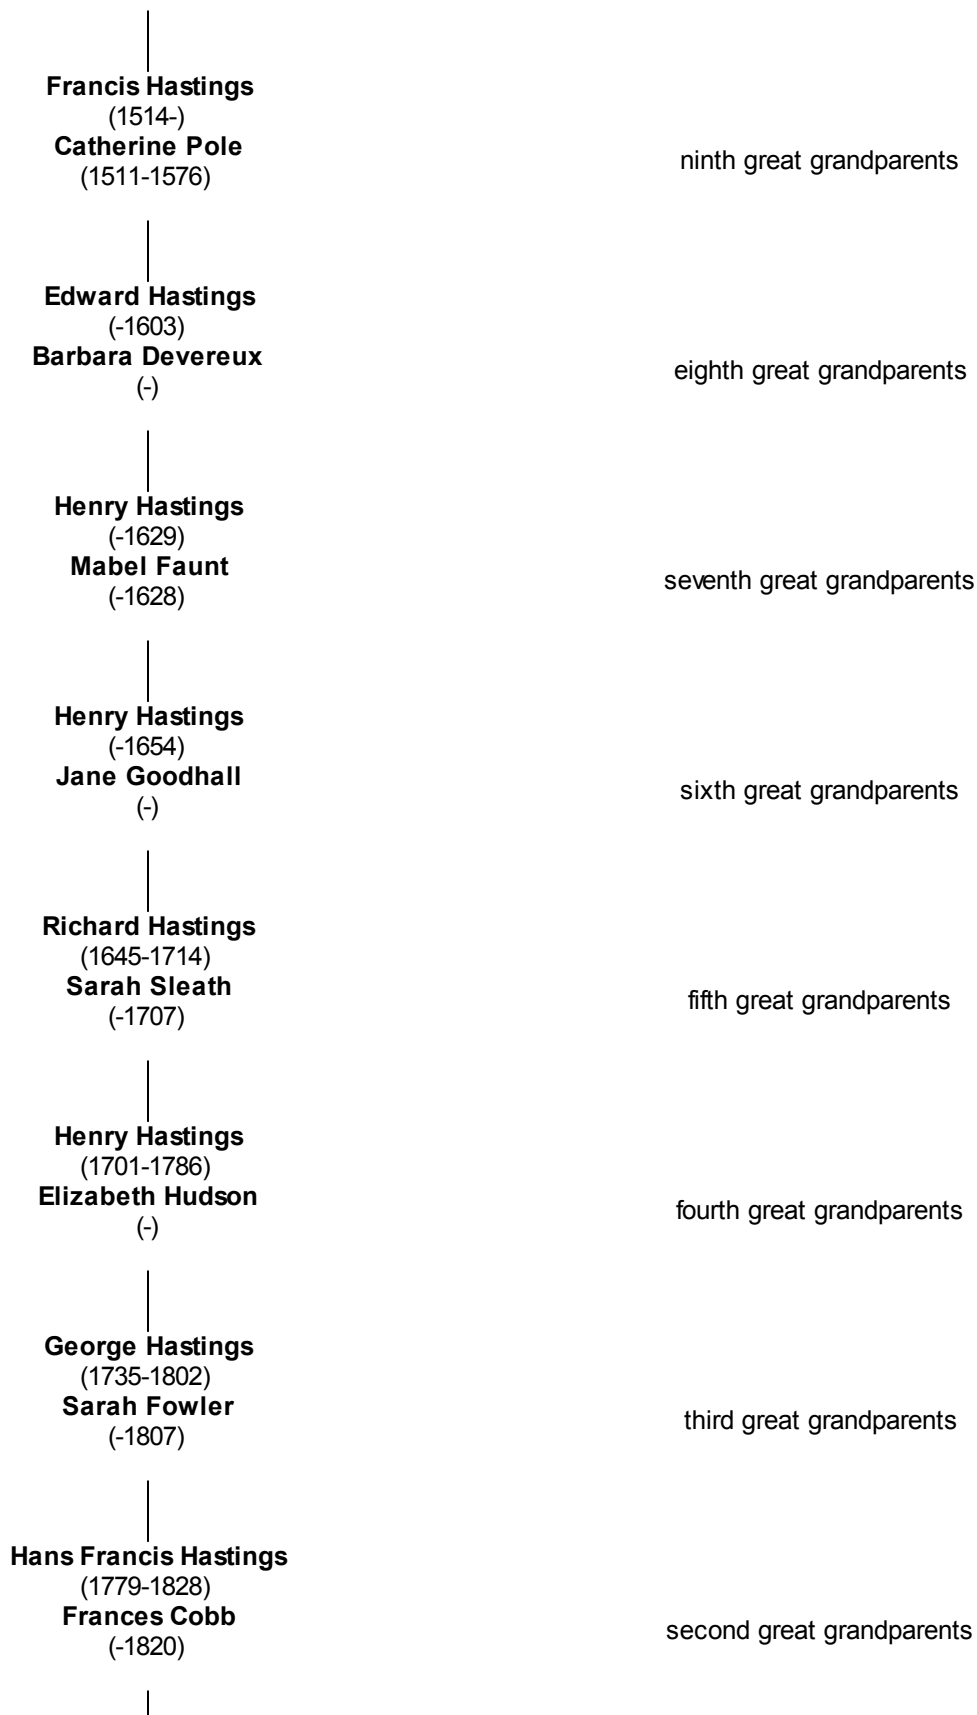 Francis Hastings
(1514-)
Catherine Pole
(1511-1576)
ninth great grandparents
Edward Hastings
(-1603)
Barbara Devereux
(-)
eighth great grandparents
Henry Hastings
(-1629)
Mabel Faunt
(-1628)
seventh great grandparents
Henry Hastings
(-1654)
Jane Goodhall
(-)
sixth great grandparents
Richard Hastings
(1645-1714)
Sarah Sleath
(-1707)
fifth great grandparents
Henry Hastings
(1701-1786)
Elizabeth Hudson
(-)
fourth great grandparents
George Hastings
(1735-1802)
Sarah Fowler
(-1807)
third great grandparents
Hans Francis Hastings
(1779-1828)
Frances Cobb
(-1820)
second great grandparents